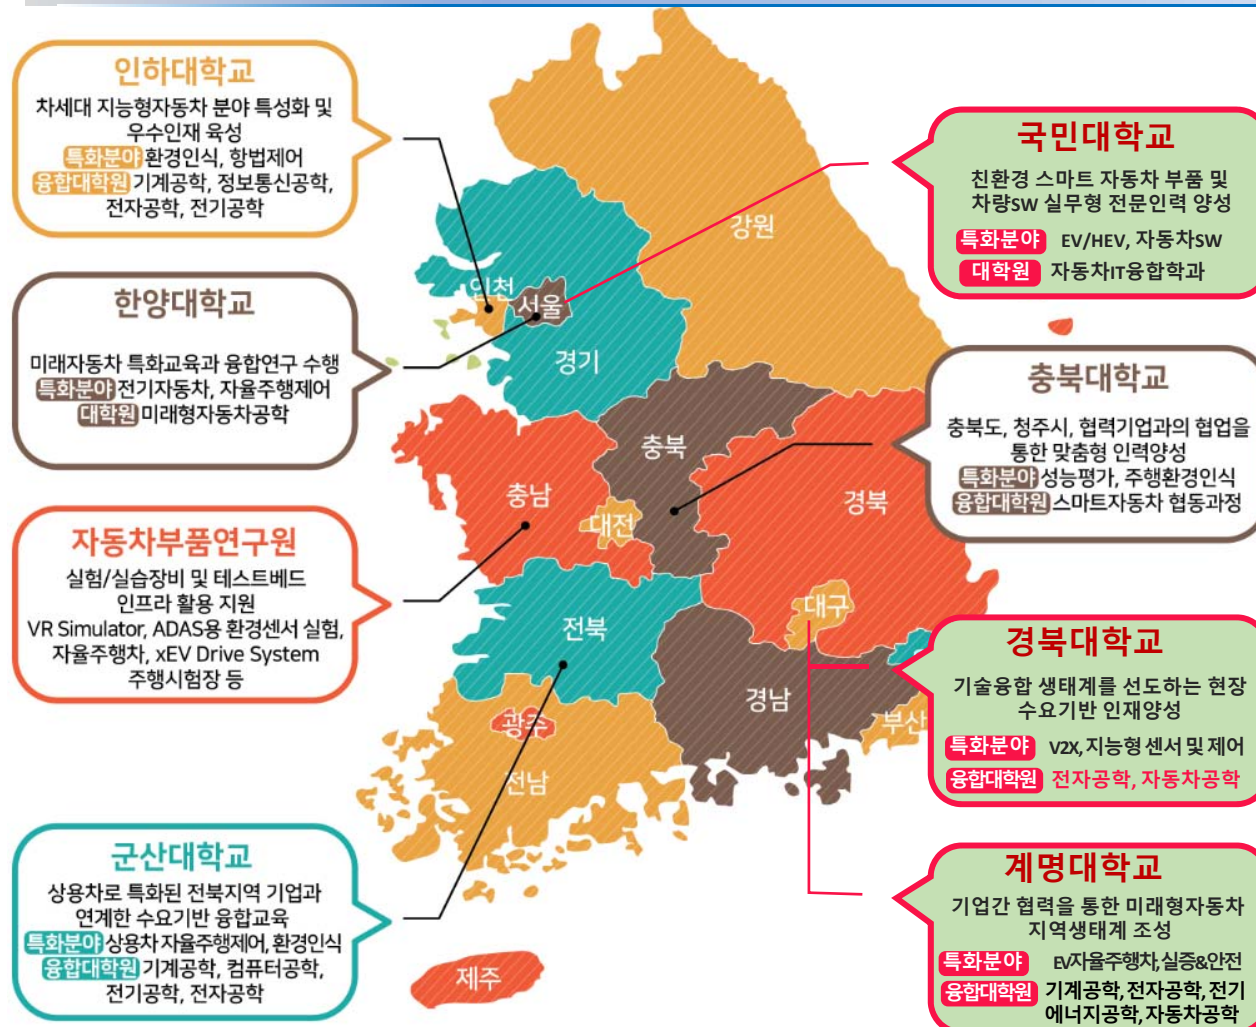 인하대학교
차세대 지능형자동차 분야 특성화 및
우수인재 육성
특화분야 환경인식, 항법제어
융합대학원 기계공학, 정보통신공학,
전자공학, 전기공학
한양대학교
미래자동차 특화교육과 융합연구 수행
특화분야 전기자동차, 자율주행제어
대학원 미래형자동차공학
자동차부품연구원
실험/실습장비 및 테스트베드
인프라 활용 지원
VR Simulator, ADAS용 환경센서 실험,
자율주행차, xEV Drive System
주행시험장 등
군산대학교
상용차로 특화된 전북지역 기업과
연계한 수요기반 융합교육
특화분야 상용차 자율주행제어, 환경인식
융합대학원 기계공학, 컴퓨터공학,
전기공학, 전자공학
강원
인천
서울
경기
충북
충남
대전
경북
대구
전북
경남
부산
광주
전남
제주
국민대학교
친환경 스마트 자동차 부품 및
차량SW 실무형 전문인력 양성
특화분야 EV/HEV, 자동차SW
대학원 자동차IT융합학과
충북대학교
충북도, 청주시, 협력기업과의 협업을
통한 맞춤형 인력양성
특화분야 성능평가, 주행환경인식
융합대학원 스마트자동차 협동과정
경북대학교
기술융합 생태계를 선도하는 현장
수요기반 인재양성
특화분야 V2X, 지능형 센서 및 제어
융합대학원 전자공학, 자동차공학
계명대학교
기업간 협력을 통한 미래형자동차
지역생태계 조성
특화분야 EV자율주행차, 실증&안전
융합대학원 기계공학, 전자공학, 전기
에너지공학, 자동차공학